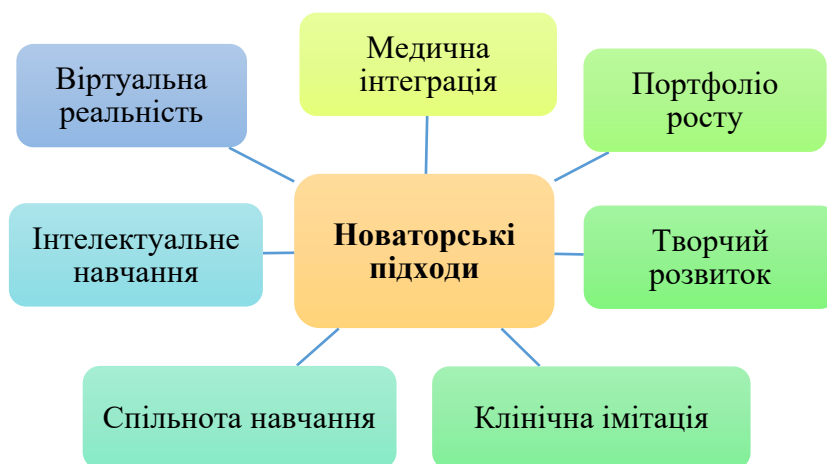 Медична
інтеграція
Віртуальна
реальність
Портфоліо
росту
Інтелектуальне
навчання
Новаторські
підходи
Творчий
розвиток
Спільнота навчання
Клінічна імітація